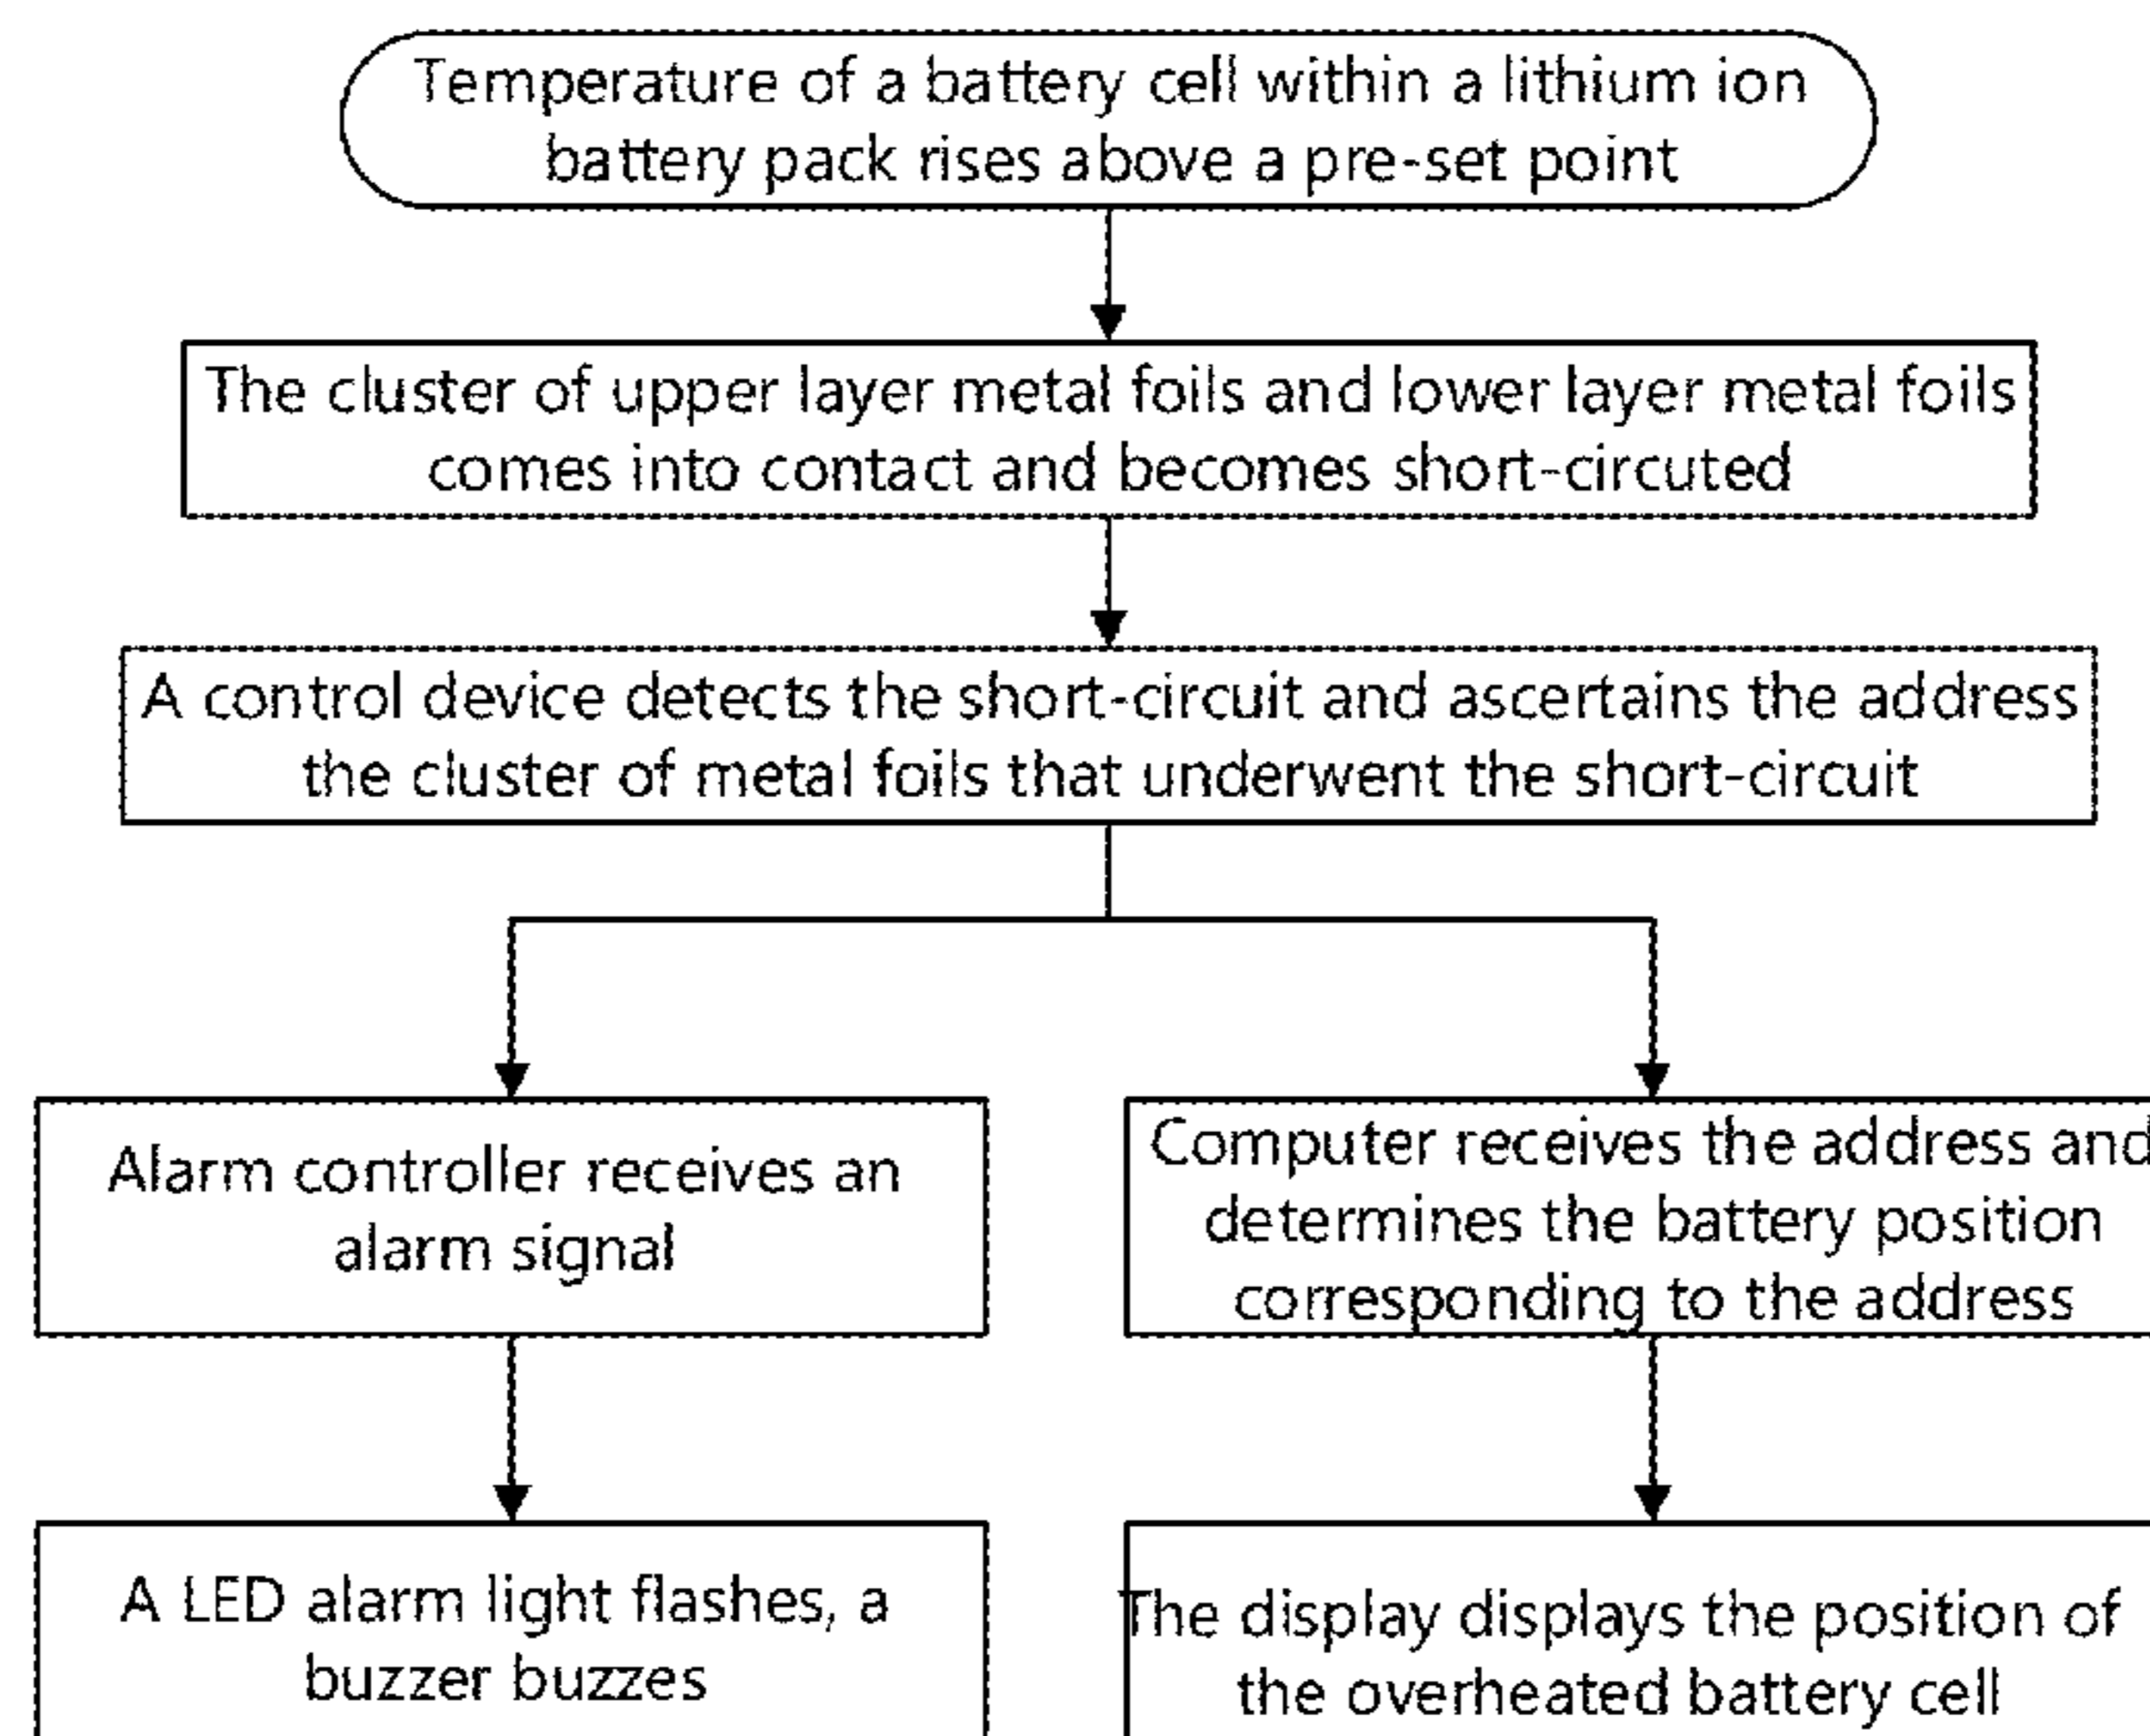 Temperature of a battery cell within a lithium ion
battery pack rises above a pre-set point
The cluster of upper layer metal foils and lower layer metal foils
comes into contact and becomes short-circuted
A control device detects the short-circuit and ascertains the address
the cluster of metal foils that underwent the short-circuit
Alarm controller receives an
alarm signal
Computer receives the address and
determines the battery position
corresponding to the address
A LED alarm light flashes, a
buzzer buzzes
The display displays the position of
the overheated battery cell